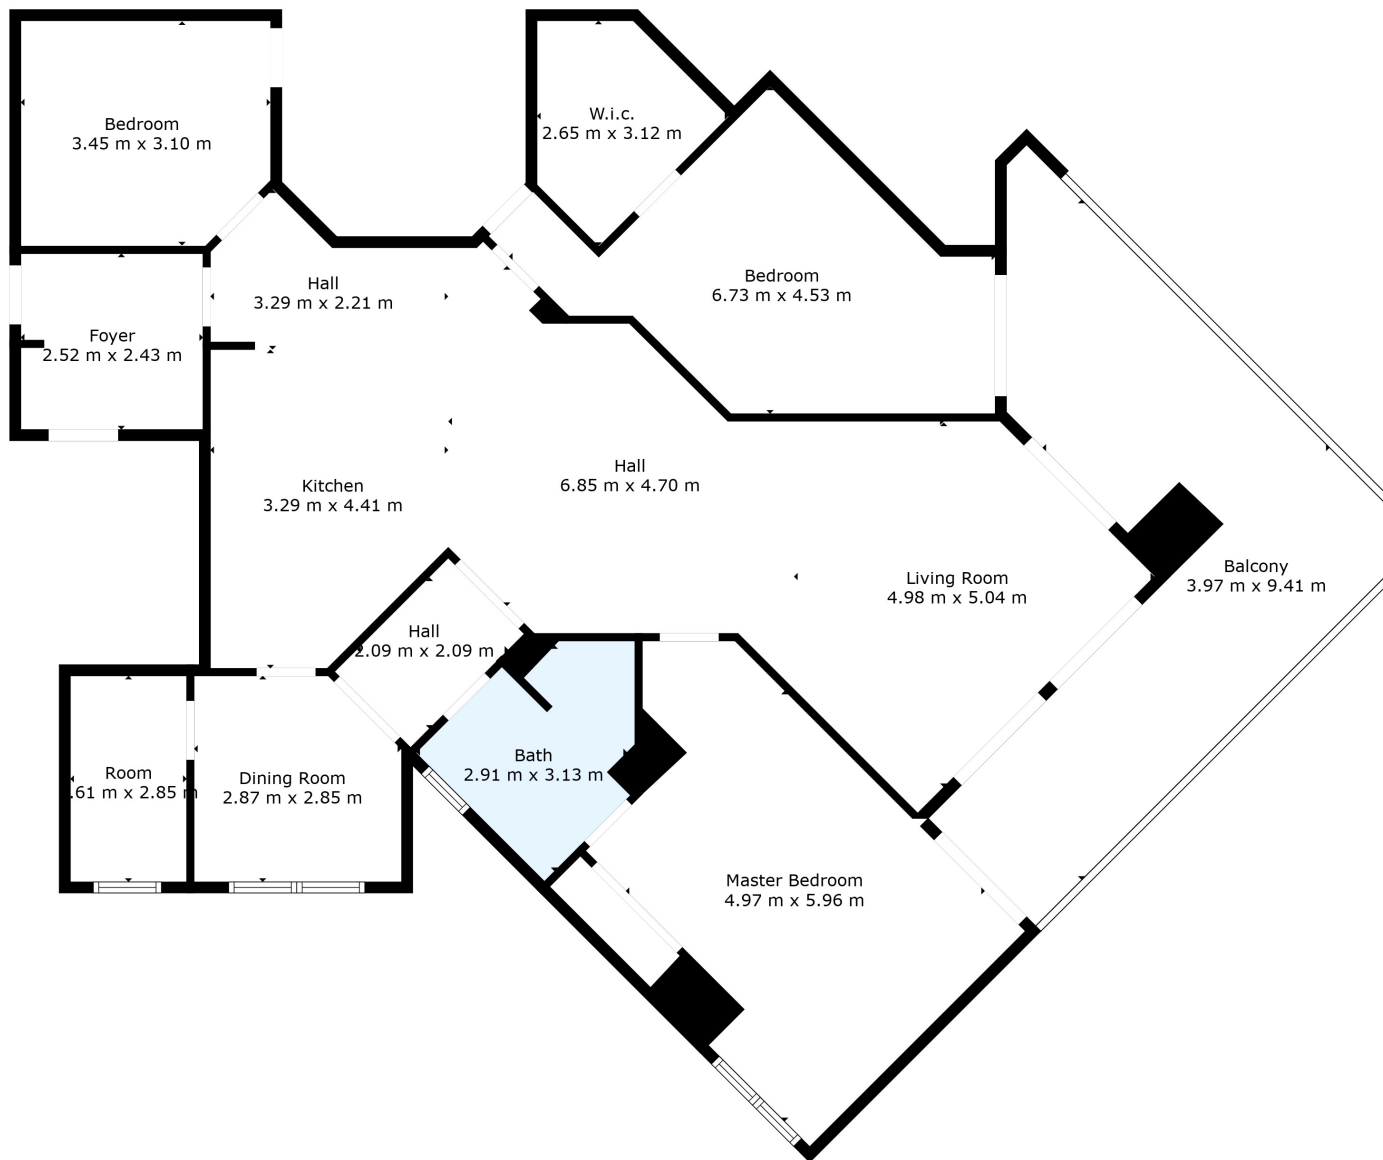 W.i.c.
2.65 m x 3.12 m
Bedroom
3.45 m x 3.10 m
Bedroom
6.73 m x 4.53 m
Hall
3.29 m x 2.21 m
Foyer
2.52 m x 2.43 m
Hall
6.85 m x 4.70 m
Kitchen
3.29 m x 4.41 m
Balcony
3.97 m x 9.41 m
Living Room
4.98 m x 5.04 m
Hall
2.09 m x 2.09 m
Bath
2.91 m x 3.13 m
Room
.61 m x 2.85 m
Dining Room
2.87 m x 2.85 m
Master Bedroom
4.97 m x 5.96 m